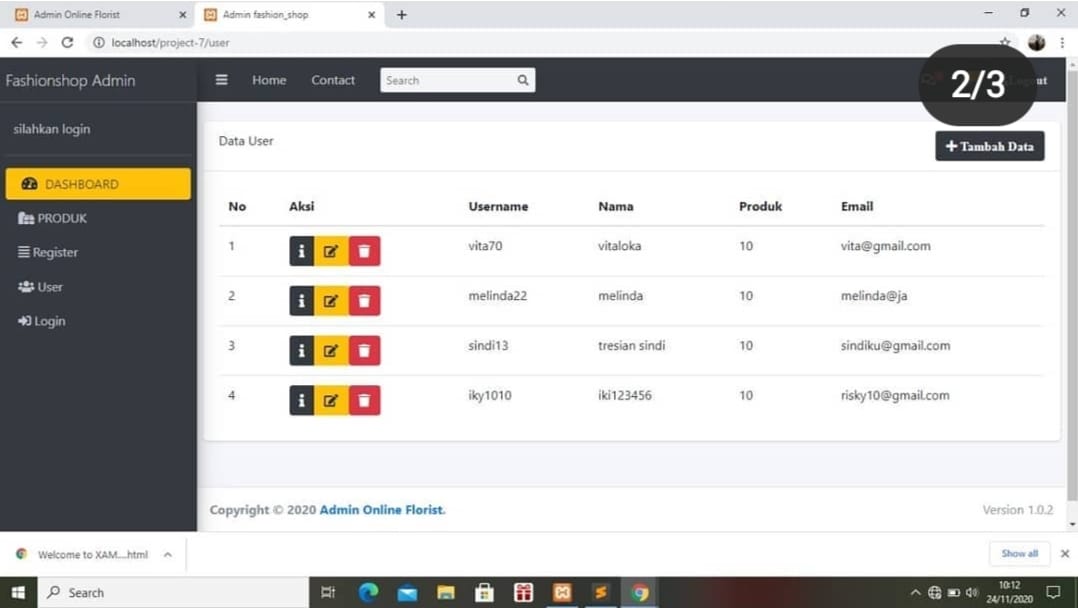 Admin Online Florist
Admin fashion_shop
localhost/project-7/user
Fashionshop Admin
Home Contact Search
2/3
silahkan login
Data User
Tambah Data
DASHBOARD
PRODUK
Register
User
Login
No Aksi Username Nama Produk Email
1 vita70 vitaloka 10 vita@gmail.com
2 melinda22 melinda 10 melinda@ja
3 sindi13 tresian sindi 10 sindiku@gmail.com
4 iky1010 iki123456 10 risky10@gmail.com
Copyright © 2020 Admin Online Florist.
Version 1.0.2
Welcome to XAM....html
Show all
Search
10:12
24/11/2020